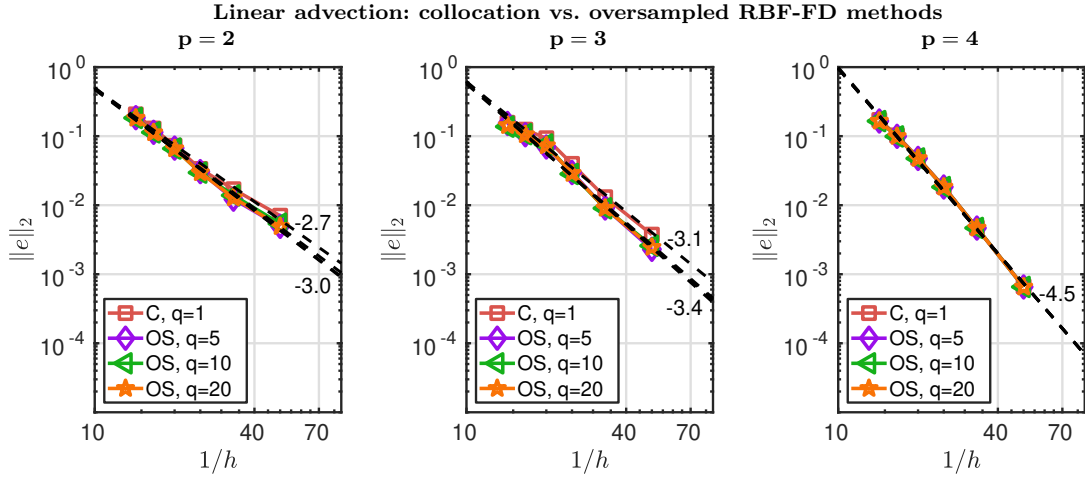 Linear advection: collocation vs. oversampled RBF-FD methods
p = 2
p = 3
p = 4
10^0
10^-1
10^-2
10^-3
10^-4
||e||_2
-2.7
-3.0
C, q=1
OS, q=5
OS, q=10
OS, q=20
10
40
70
1/h
10^0
10^-1
10^-2
10^-3
10^-4
||e||_2
-3.1
-3.4
C, q=1
OS, q=5
OS, q=10
OS, q=20
10
40
70
1/h
10^0
10^-1
10^-2
10^-3
10^-4
||e||_2
-4.5
C, q=1
OS, q=5
OS, q=10
OS, q=20
10
40
70
1/h